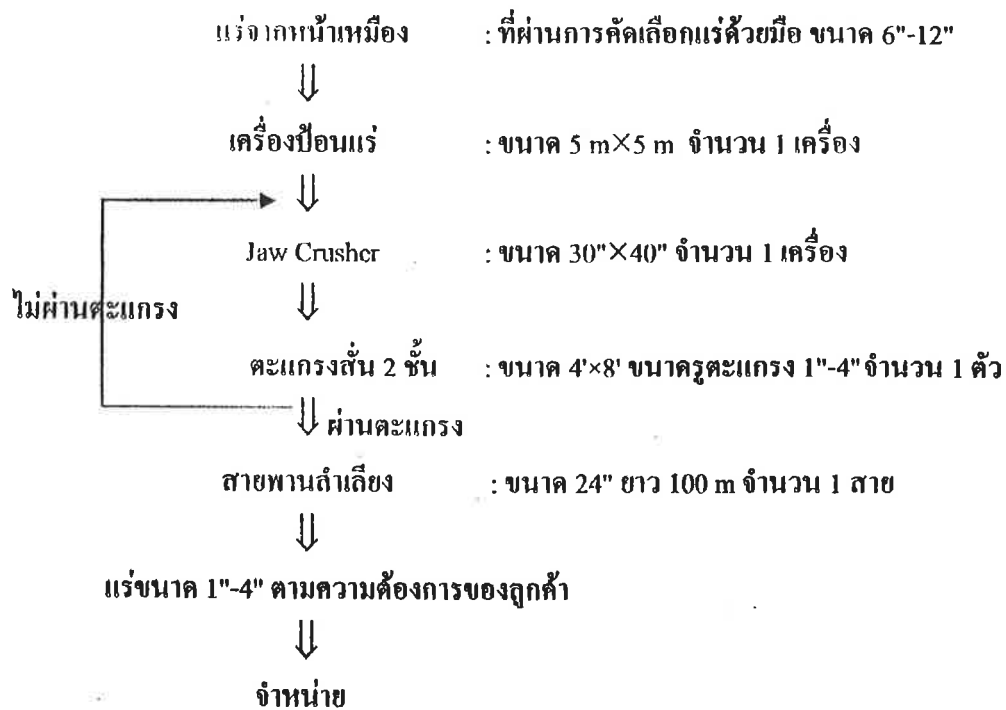 แร่จากหน้าเหมือง : ที่ผ่านการคัดเลือกแร่ด้วยมือ ขนาด 6"-12"
เครื่องป้อนแร่ : ขนาด 5 m×5 m จำนวน 1 เครื่อง
Jaw Crusher : ขนาด 30"×40" จำนวน 1 เครื่อง
ไม่ผ่านตะแกรง
ตะแกรงสั่น 2 ชั้น : ขนาด 4'×8' ขนาดรูตะแกรง 1"-4" จำนวน 1 ตัว
ผ่านตะแกรง
สายพานลำเลียง : ขนาด 24" ยาว 100 m จำนวน 1 สาย
แร่ขนาด 1"-4" ตามความต้องการของลูกค้า
จำหน่าย